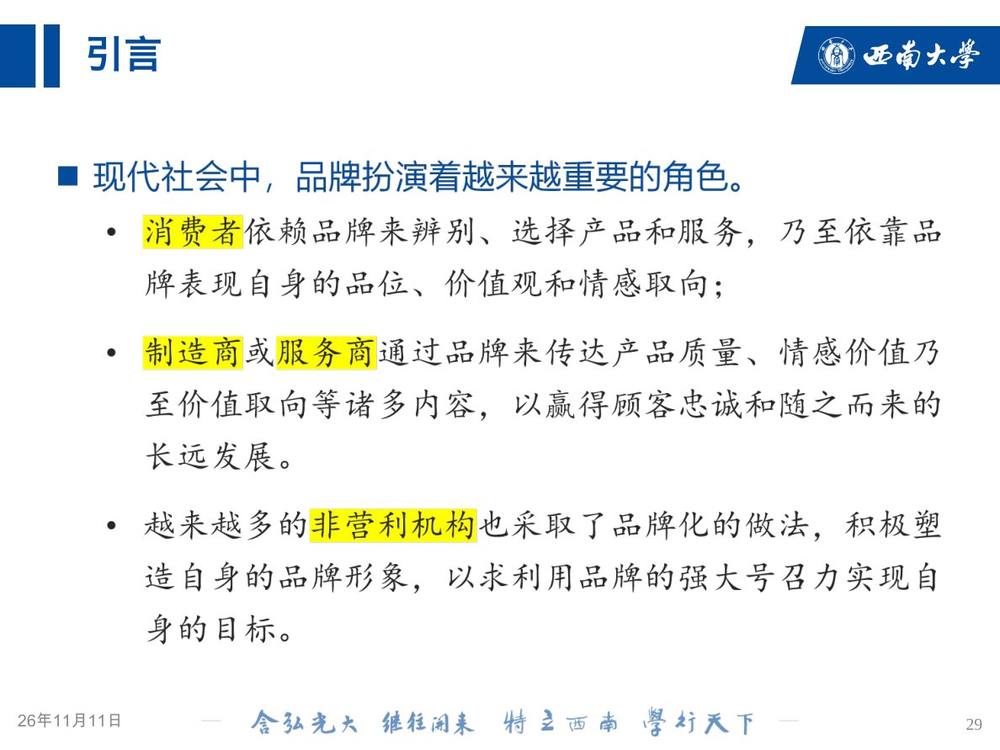 引言
西南大学
现代社会中，品牌扮演着越来越重要的角色。
消费者依赖品牌来辨别、选择产品和服务，乃至依靠品
牌表现自身的品位、价值观和情感取向；
制造商或服务商通过品牌来传达产品质量、情感价值乃
至价值取向等诸多内容，以赢得顾客忠诚和随之而来的
长远发展。
越来越多的非营利机构也采取了品牌化的做法，积极塑
造自身的品牌形象，以求利用品牌的强大号召力实现自
身的目标。
26年11月11日
含弘光大 继往开来 特立西南 学行天下
29